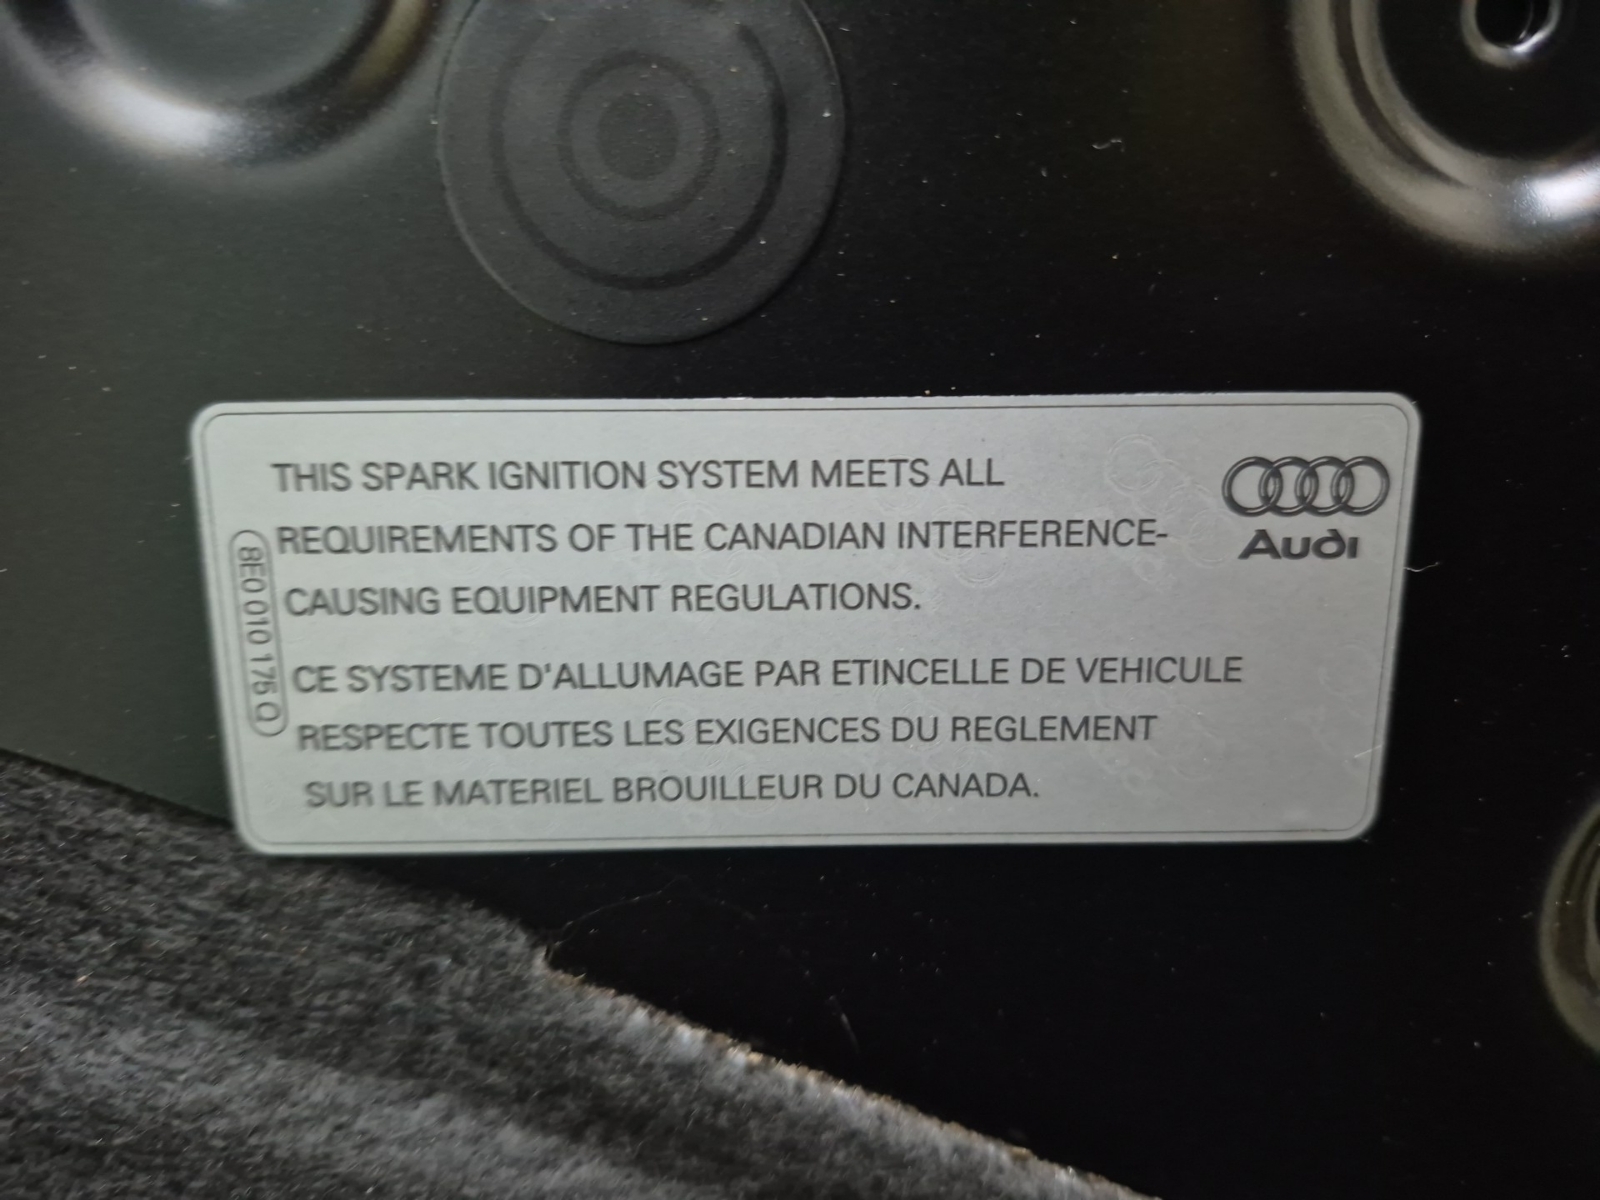 THIS SPARK IGNITION SYSTEM MEETS ALL
REQUIREMENTS OF THE CANADIAN INTERFERENCE-
CAUSING EQUIPMENT REGULATIONS.
CE SYSTEME D'ALLUMAGE PAR ETINCELLE DE VEHICULE
RESPECTE TOUTES LES EXIGENCES DU REGLEMENT
SUR LE MATERIEL BROUILLEUR DU CANADA.
Audi
8E0 010 175 Q